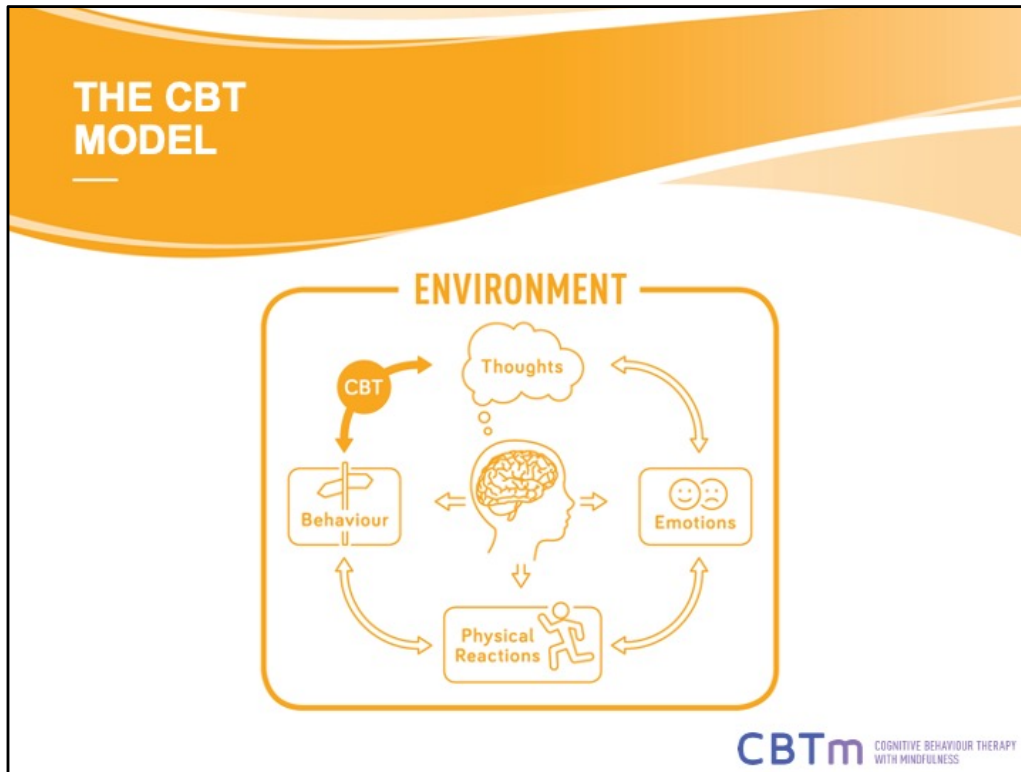 THE CBT
MODEL
ENVIRONMENT
Thoughts
CBT
Behaviour
Emotions
Physical
Reactions
CBTm COGNITIVE BEHAVIOUR THERAPY
WITH MINDFULNESS